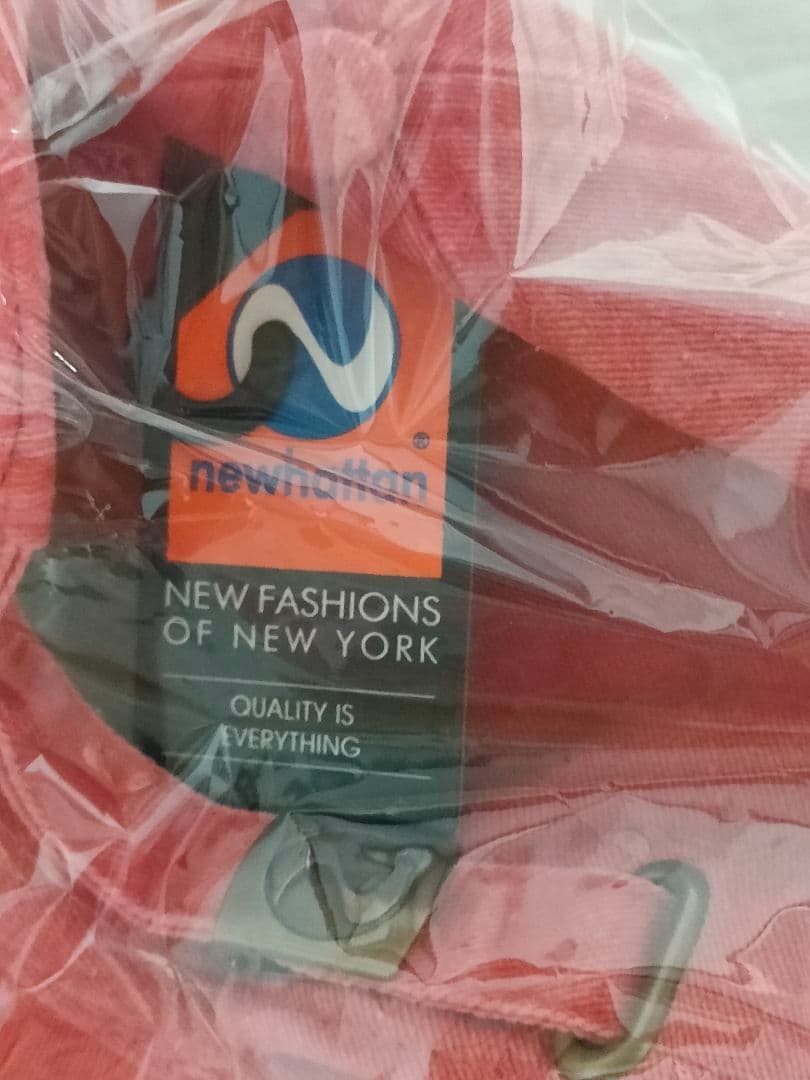 newhattan®
NEW FASHIONS
OF NEW YORK
QUALITY IS
EVERYTHING